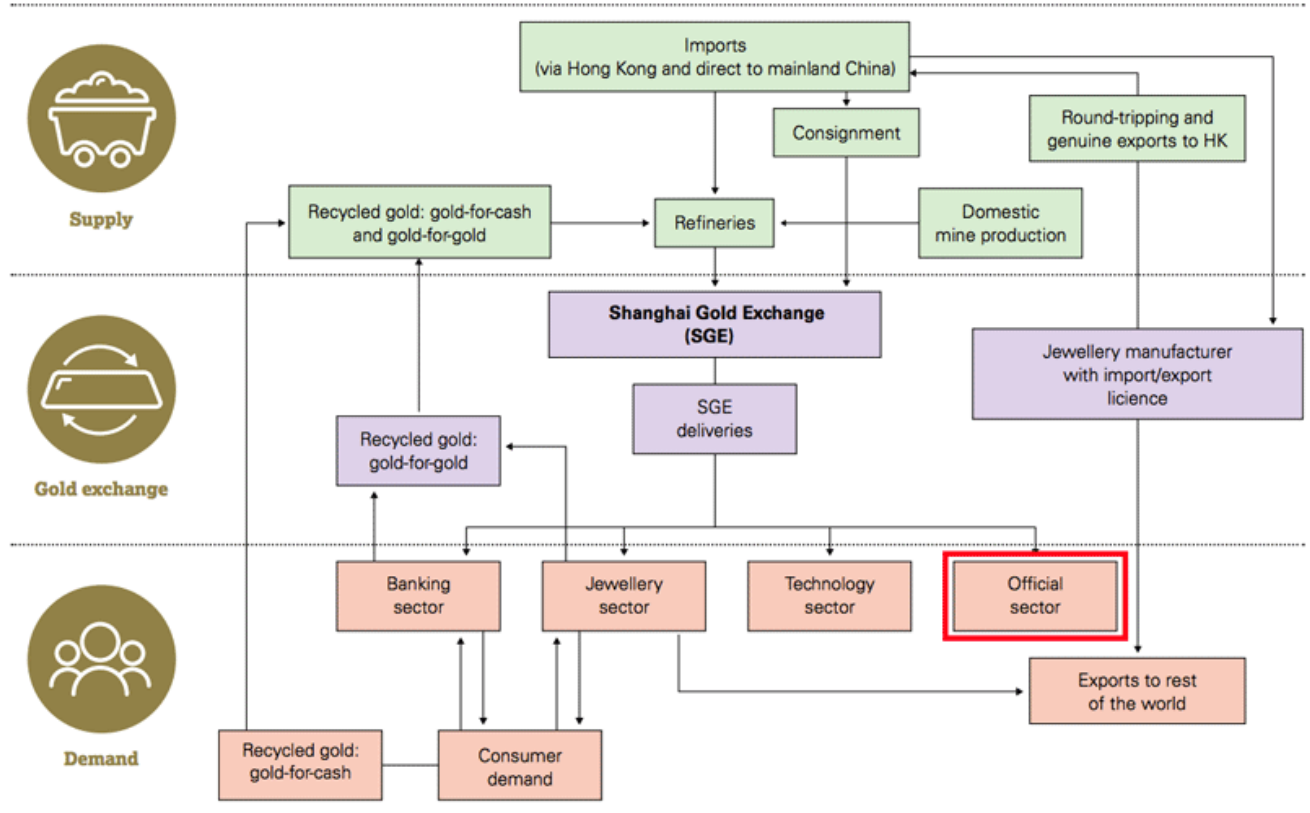 Imports
(via Hong Kong and direct to mainland China)
Consignment
Round-tripping and
genuine exports to HK
Supply
Recycled gold: gold-for-cash
and gold-for-gold
Refineries
Domestic
mine production
Shanghai Gold Exchange
(SGE)
Jewellery manufacturer
with import/export
licience
SGE
deliveries
Recycled gold:
gold-for-gold
Gold exchange
Banking
sector
Jewellery
sector
Technology
sector
Official
sector
Exports to rest
of the world
Demand
Recycled gold:
gold-for-cash
Consumer
demand